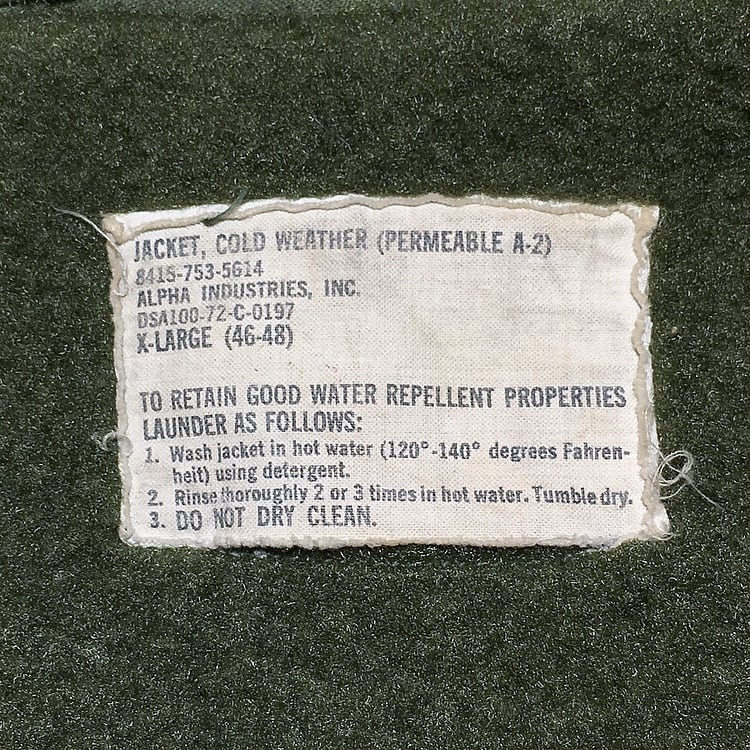 JACKET, COLD WEATHER (PERMEABLE A-2)
8415-753-5614
ALPHA INDUSTRIES, INC.
DSA100-72-C-0197
X-LARGE (46-48)
TO RETAIN GOOD WATER REPELLENT PROPERTIES
LAUNDER AS FOLLOWS:
1. Wash jacket in hot water (120°-140° degrees Fahren-
heit) using detergent.
2. Rinse thoroughly 2 or 3 times in hot water. Tumble dry.
3. DO NOT DRY CLEAN.